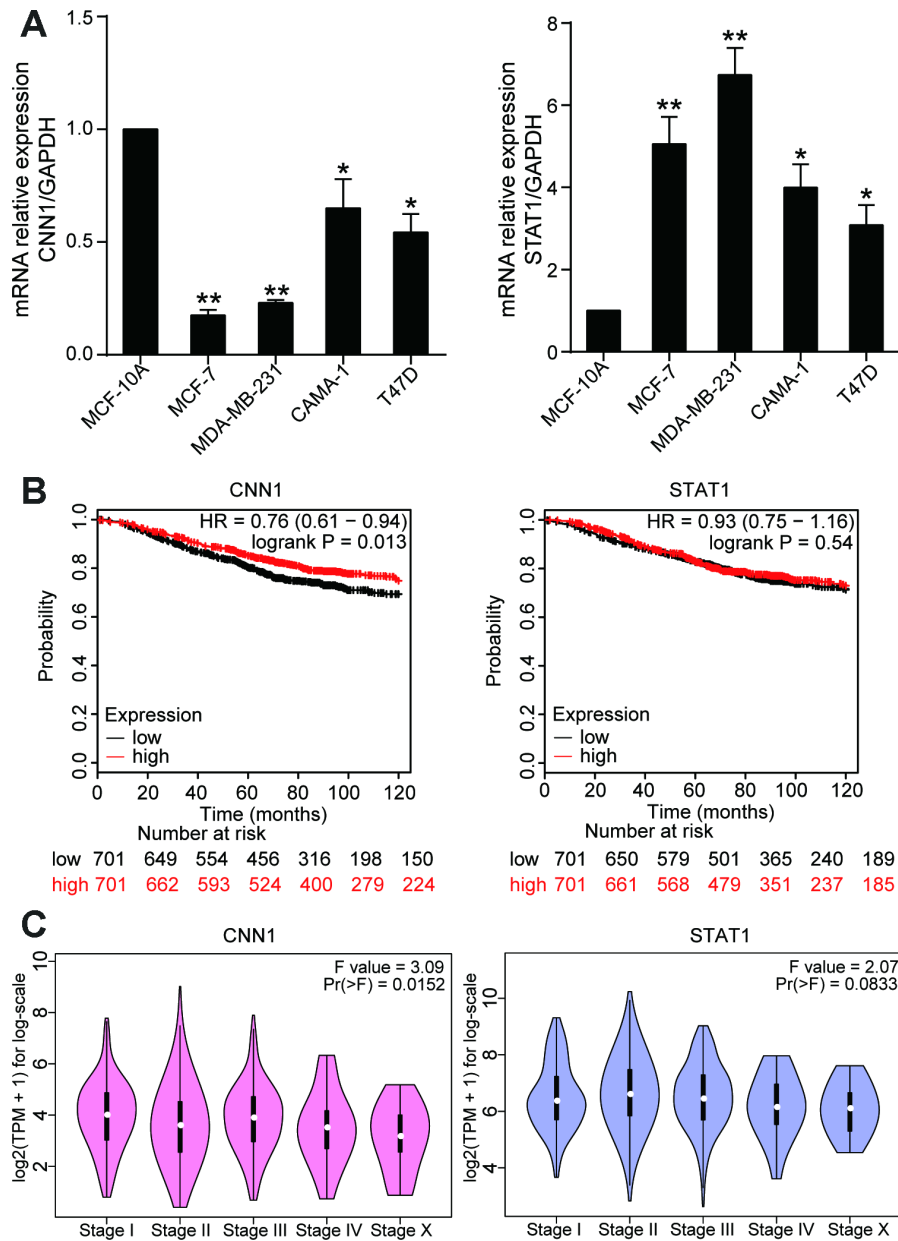 A
mRNA relative expression
CNN1/GAPDH
1.5
1.0
0.5
0.0
**
**
*
*
MCF-10A
MCF-7
MDA-MB-231
CAMA-1
T47D
mRNA relative expression
STAT1/GAPDH
8
6
4
2
0
**
**
*
*
MCF-10A
MCF-7
MDA-MB-231
CAMA-1
T47D
B
CNN1
HR = 0.76 (0.61 − 0.94)
logrank P = 0.013
Probability
1.0
0.8
0.6
0.4
0.2
0.0
Expression
low
high
0 20 40 60 80 100 120
Time (months)
Number at risk
low 701 649 554 456 316 198 150
high 701 662 593 524 400 279 224
STAT1
HR = 0.93 (0.75 − 1.16)
logrank P = 0.54
Probability
1.0
0.8
0.6
0.4
0.2
0.0
Expression
low
high
0 20 40 60 80 100 120
Time (months)
Number at risk
low 701 650 579 501 365 240 189
high 701 661 568 479 351 237 185
C
CNN1
F value = 3.09
Pr(>F) = 0.0152
log2(TPM + 1) for log-scale
10
8
6
4
2
Stage I Stage II Stage III Stage IV Stage X
STAT1
F value = 2.07
Pr(>F) = 0.0833
log2(TPM + 1) for log-scale
10
8
6
4
Stage I Stage II Stage III Stage IV Stage X